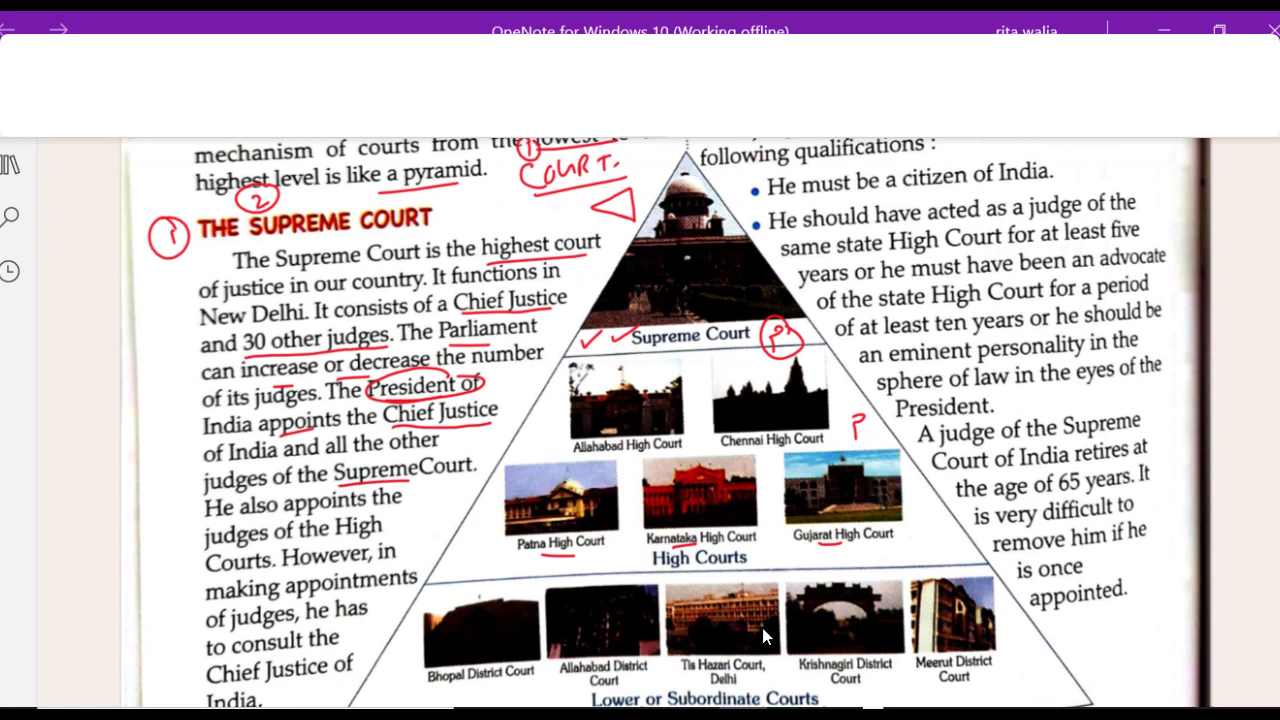 OneNote for Windows 10 (Working offline)
rita walia
mechanism of courts from the lowest to
highest level is like a pyramid.
1
COURT.
2
THE SUPREME COURT
The Supreme Court is the highest court
of justice in our country. It functions in
New Delhi. It consists of a Chief Justice
and 30 other judges. The Parliament
can increase or decrease the number
of its judges. The President of
India appoints the Chief Justice
of India and all the other
judges of the Supreme Court.
He also appoints the
judges of the High
Courts. However, in
making appointments
of judges, he has
to consult the
Chief Justice of
India.
Supreme Court
Allahabad High Court
Chennai High Court
P
Patna High Court
Karnataka High Court
Gujarat High Court
High Courts
Bhopal District Court
Allahabad District
Court
Tis Hazari Court,
Delhi
Krishnagiri District
Court
Meerut District
Court
Lower or Subordinate Courts
following qualifications :
• He must be a citizen of India.
• He should have acted as a judge of the
same state High Court for at least five
years or he must have been an advocate
of the state High Court for a period
of at least ten years or he should be
an eminent personality in the
sphere of law in the eyes of the
President.
A judge of the Supreme
Court of India retires at
the age of 65 years. It
is very difficult to
remove him if he
is once
appointed.